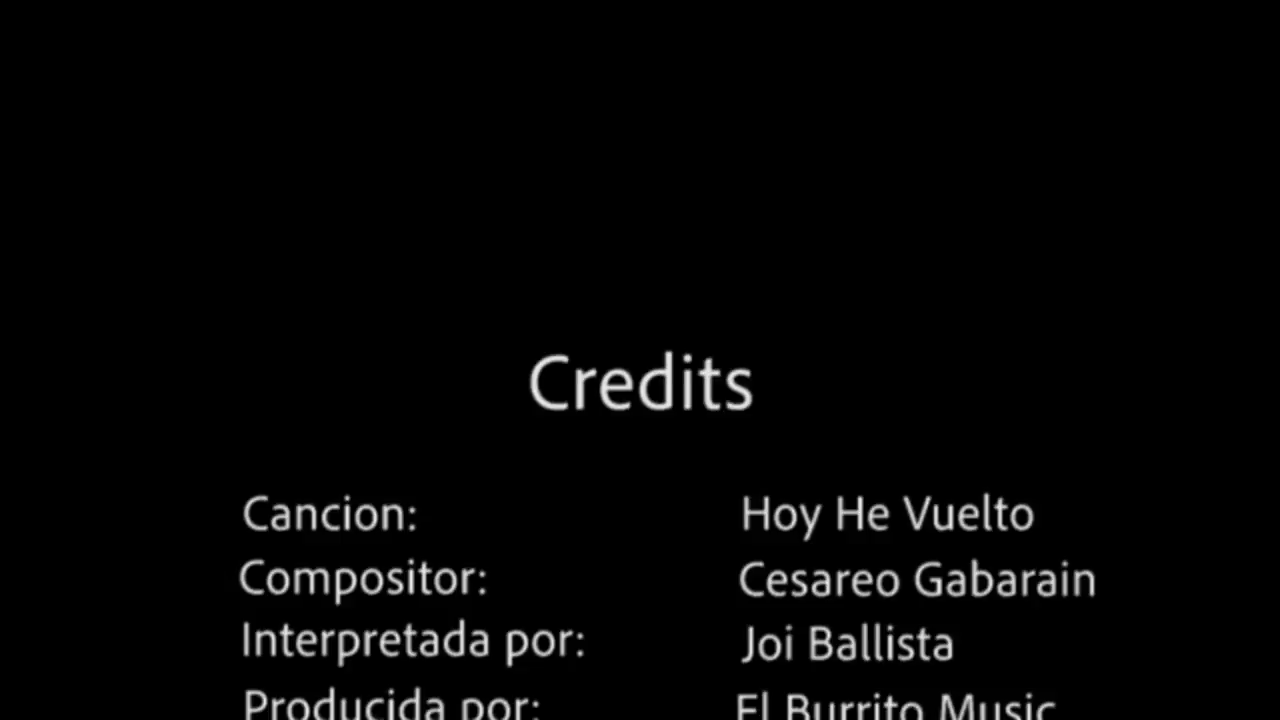 Credits
Cancion: Hoy He Vuelto
Compositor: Cesareo Gabarain
Interpretada por: Joi Ballista
Producida por: El Burrito Music